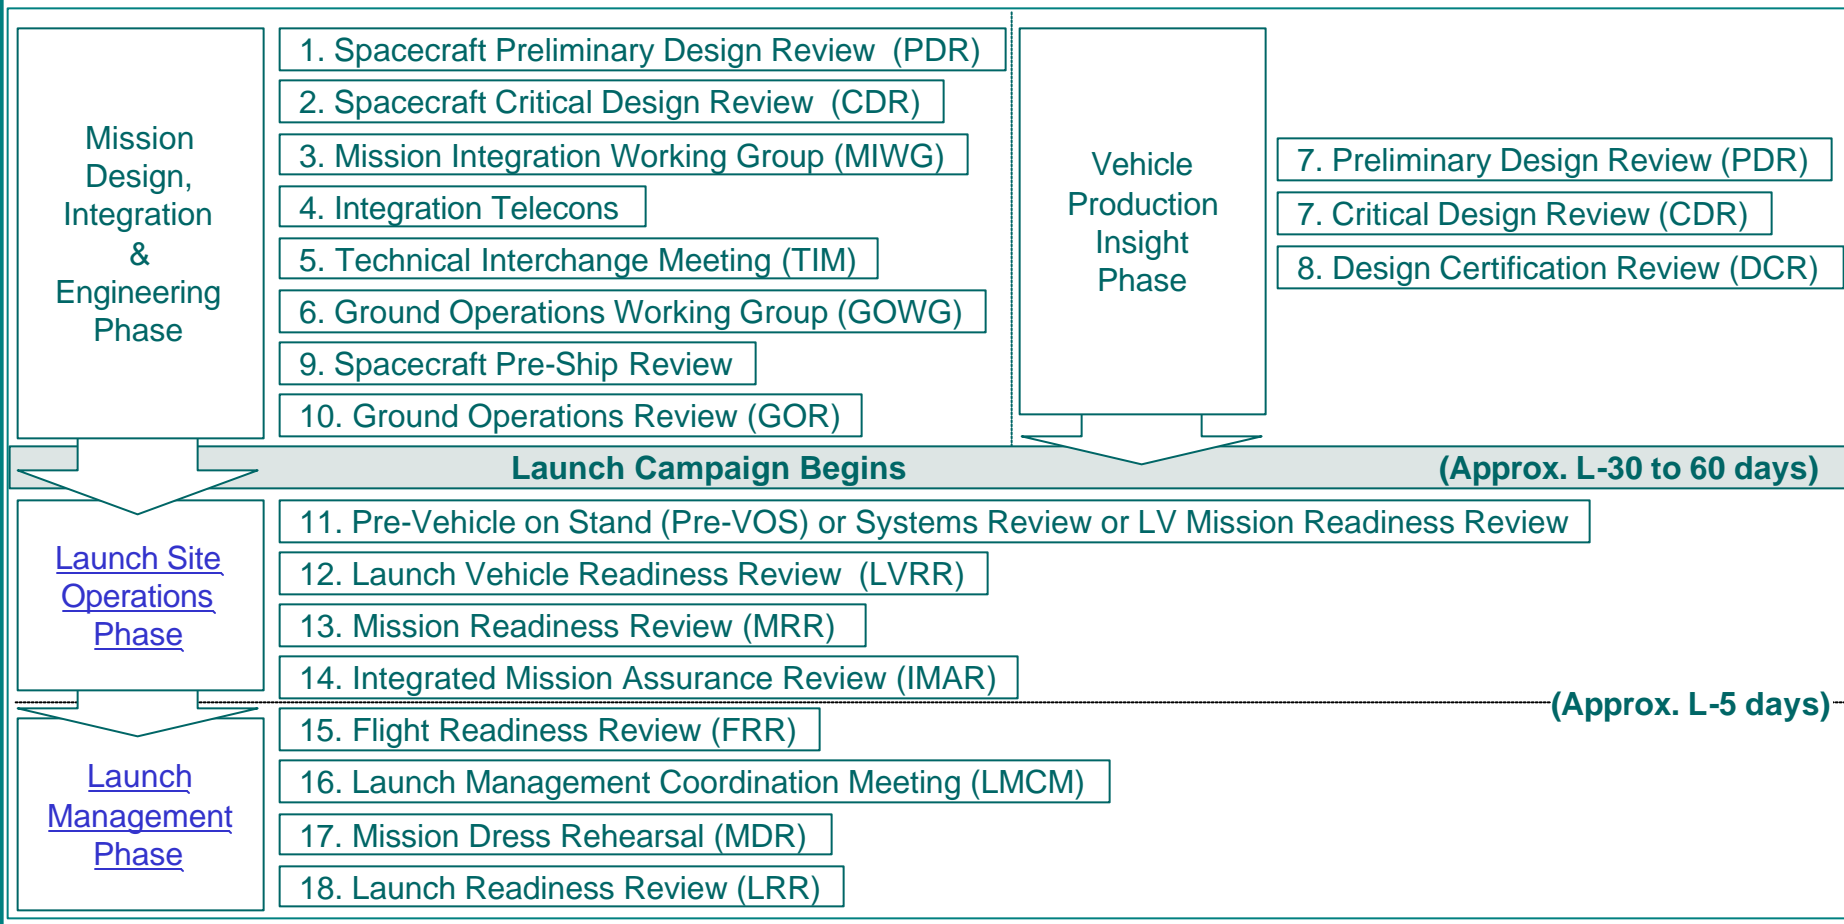 Mission
Design,
Integration
&
Engineering
Phase
1. Spacecraft Preliminary Design Review (PDR)
2. Spacecraft Critical Design Review (CDR)
3. Mission Integration Working Group (MIWG)
4. Integration Telecons
5. Technical Interchange Meeting (TIM)
6. Ground Operations Working Group (GOWG)
9. Spacecraft Pre-Ship Review
10. Ground Operations Review (GOR)
Vehicle
Production
Insight
Phase
7. Preliminary Design Review (PDR)
7. Critical Design Review (CDR)
8. Design Certification Review (DCR)
Launch Campaign Begins
(Approx. L-30 to 60 days)
Launch Site
Operations
Phase
11. Pre-Vehicle on Stand (Pre-VOS) or Systems Review or LV Mission Readiness Review
12. Launch Vehicle Readiness Review (LVRR)
13. Mission Readiness Review (MRR)
14. Integrated Mission Assurance Review (IMAR)
(Approx. L-5 days)
Launch
Management
Phase
15. Flight Readiness Review (FRR)
16. Launch Management Coordination Meeting (LMCM)
17. Mission Dress Rehearsal (MDR)
18. Launch Readiness Review (LRR)